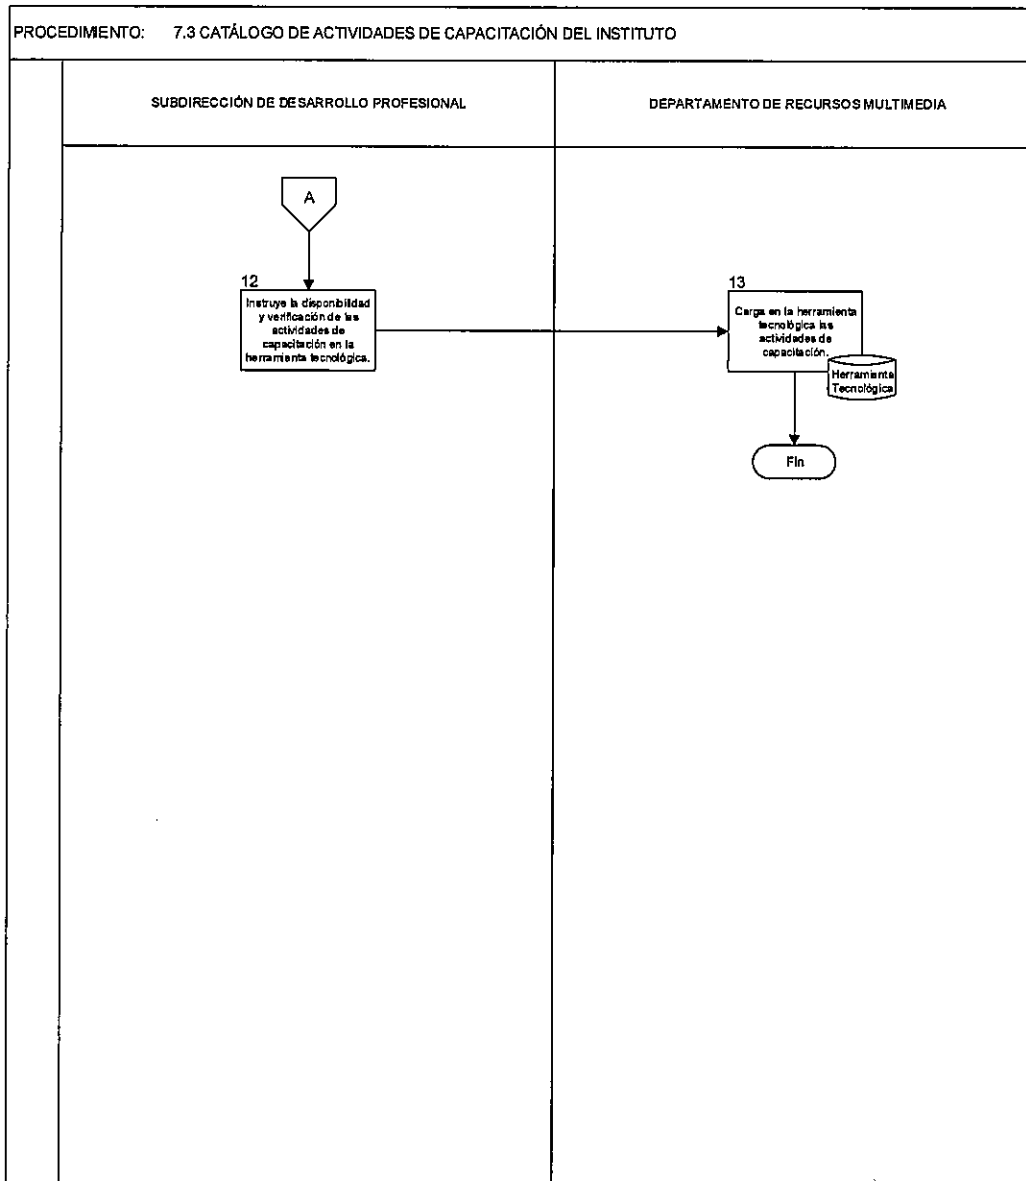 PROCEDIMIENTO: 7.3 CATÁLOGO DE ACTIVIDADES DE CAPACITACIÓN DEL INSTITUTO
SUBDIRECCIÓN DE DESARROLLO PROFESIONAL
DEPARTAMENTO DE RECURSOS MULTIMEDIA
A
12
Instruye la disponibilidad
y verificación de las
actividades de
capacitación en la
herramienta tecnológica.
13
Carga en la herramienta
tecnológica las
actividades de
capacitación.
Herramienta
Tecnológica
Fin